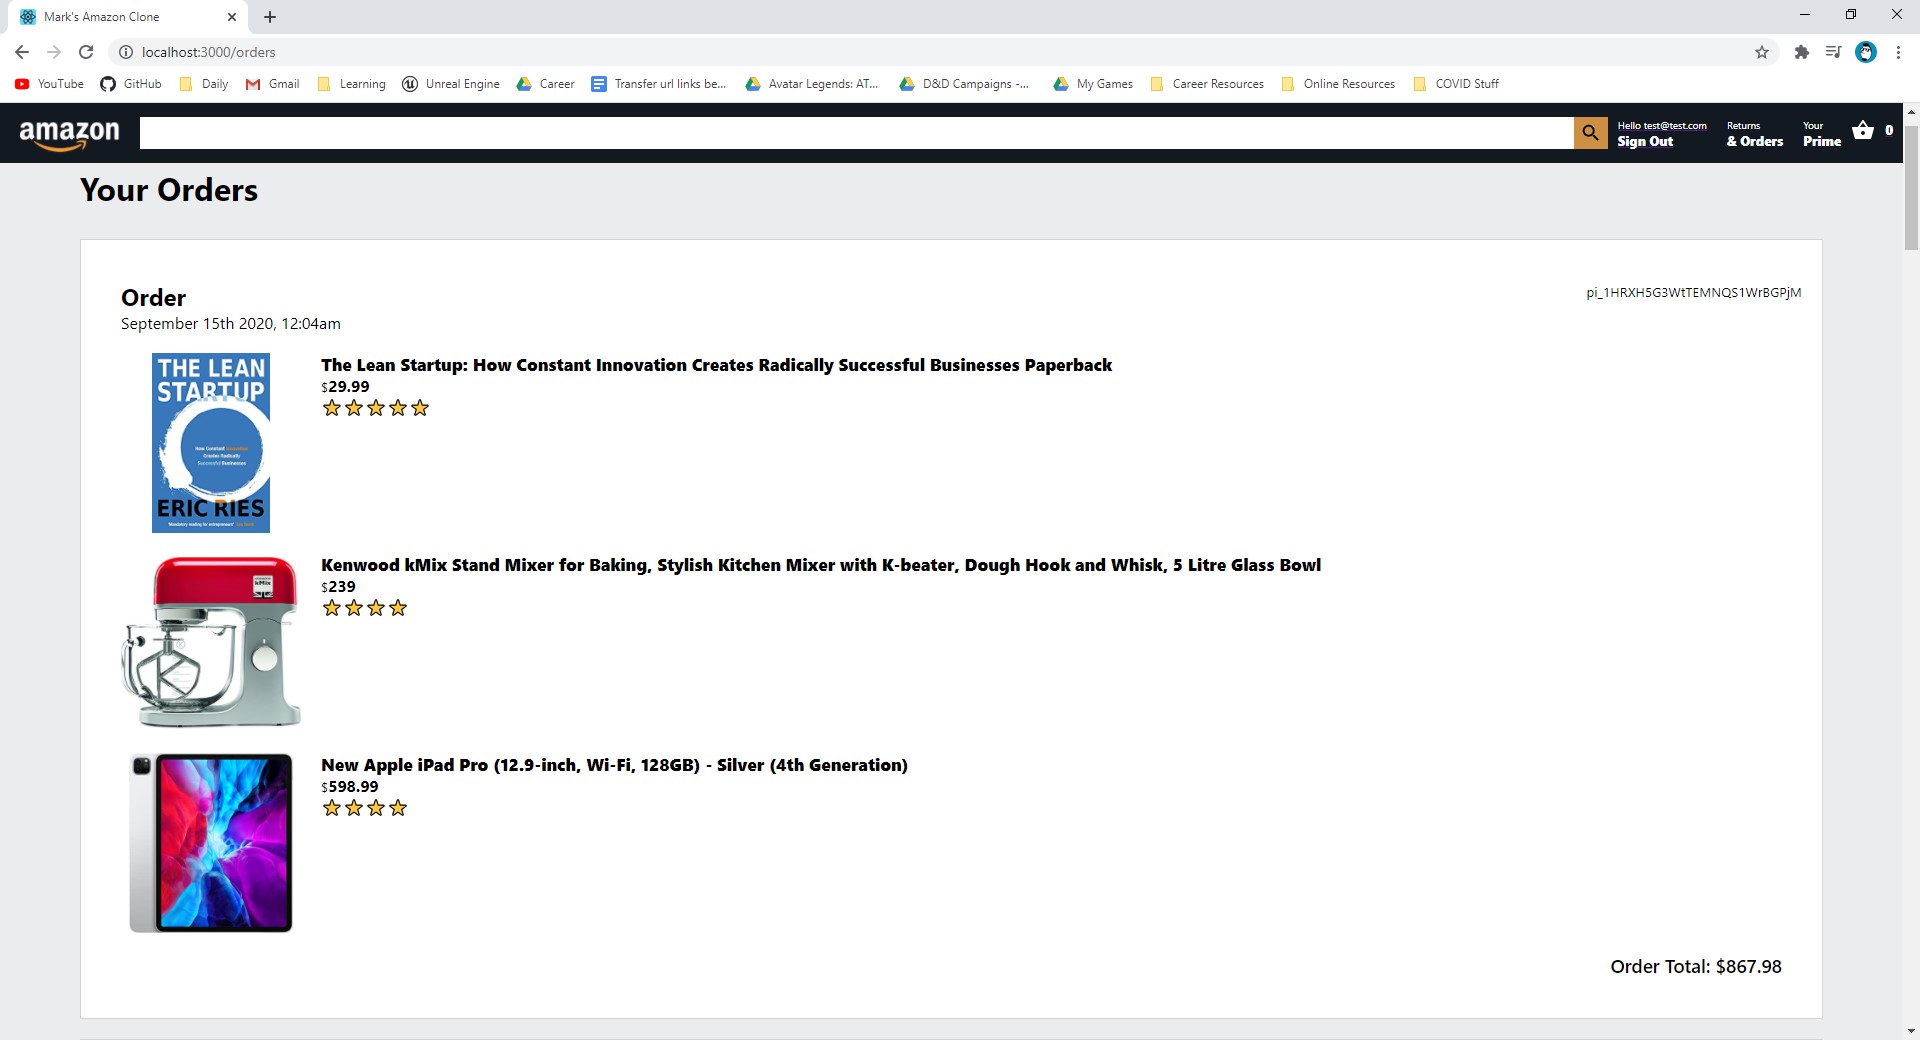 Mark's Amazon Clone
localhost:3000/orders
YouTube GitHub Daily Gmail Learning Unreal Engine Career Transfer url links be... Avatar Legends: AT... D&D Campaigns -... My Games Career Resources Online Resources COVID Stuff
amazon
Hello test@test.com
Sign Out
Returns
& Orders
Your
Prime
0
Your Orders
Order
pi_1HRXH5G3WtTEMNQS1WrBGPjM
September 15th 2020, 12:04am
THE LEAN
STARTUP
How Constant Innovation
Creates Radically
Successful Businesses
ERIC RIES
The Lean Startup: How Constant Innovation Creates Radically Successful Businesses Paperback
$29.99
kMix
Kenwood kMix Stand Mixer for Baking, Stylish Kitchen Mixer with K-beater, Dough Hook and Whisk, 5 Litre Glass Bowl
$239
New Apple iPad Pro (12.9-inch, Wi-Fi, 128GB) - Silver (4th Generation)
$598.99
Order Total: $867.98